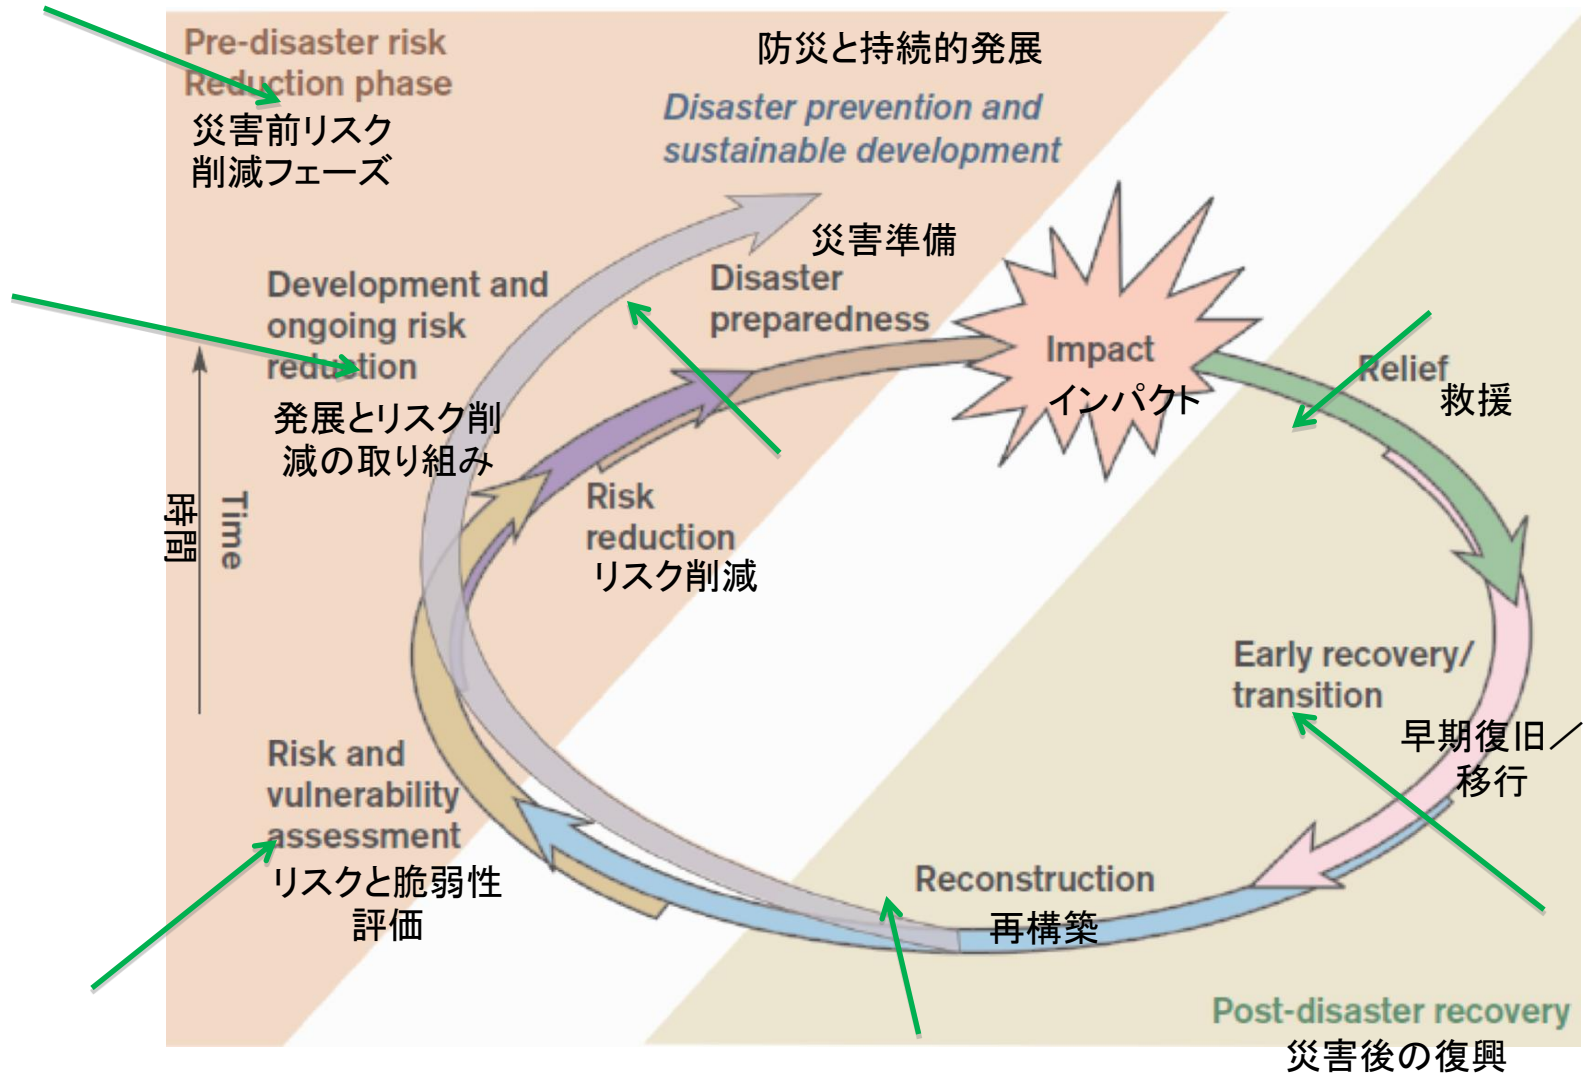 Pre-disaster risk
Reduction phase
災害前リスク
削減フェーズ
防災と持続的発展
Disaster prevention and
sustainable development
災害準備
Disaster
preparedness
Development and
ongoing risk
reduction
発展とリスク削
減の取り組み
Impact
インパクト
Relief
救援
Time
時間
Risk
reduction
リスク削減
Early recovery/
transition
早期復旧／
移行
Risk and
vulnerability
assessment
リスクと脆弱性
評価
Reconstruction
再構築
Post-disaster recovery
災害後の復興